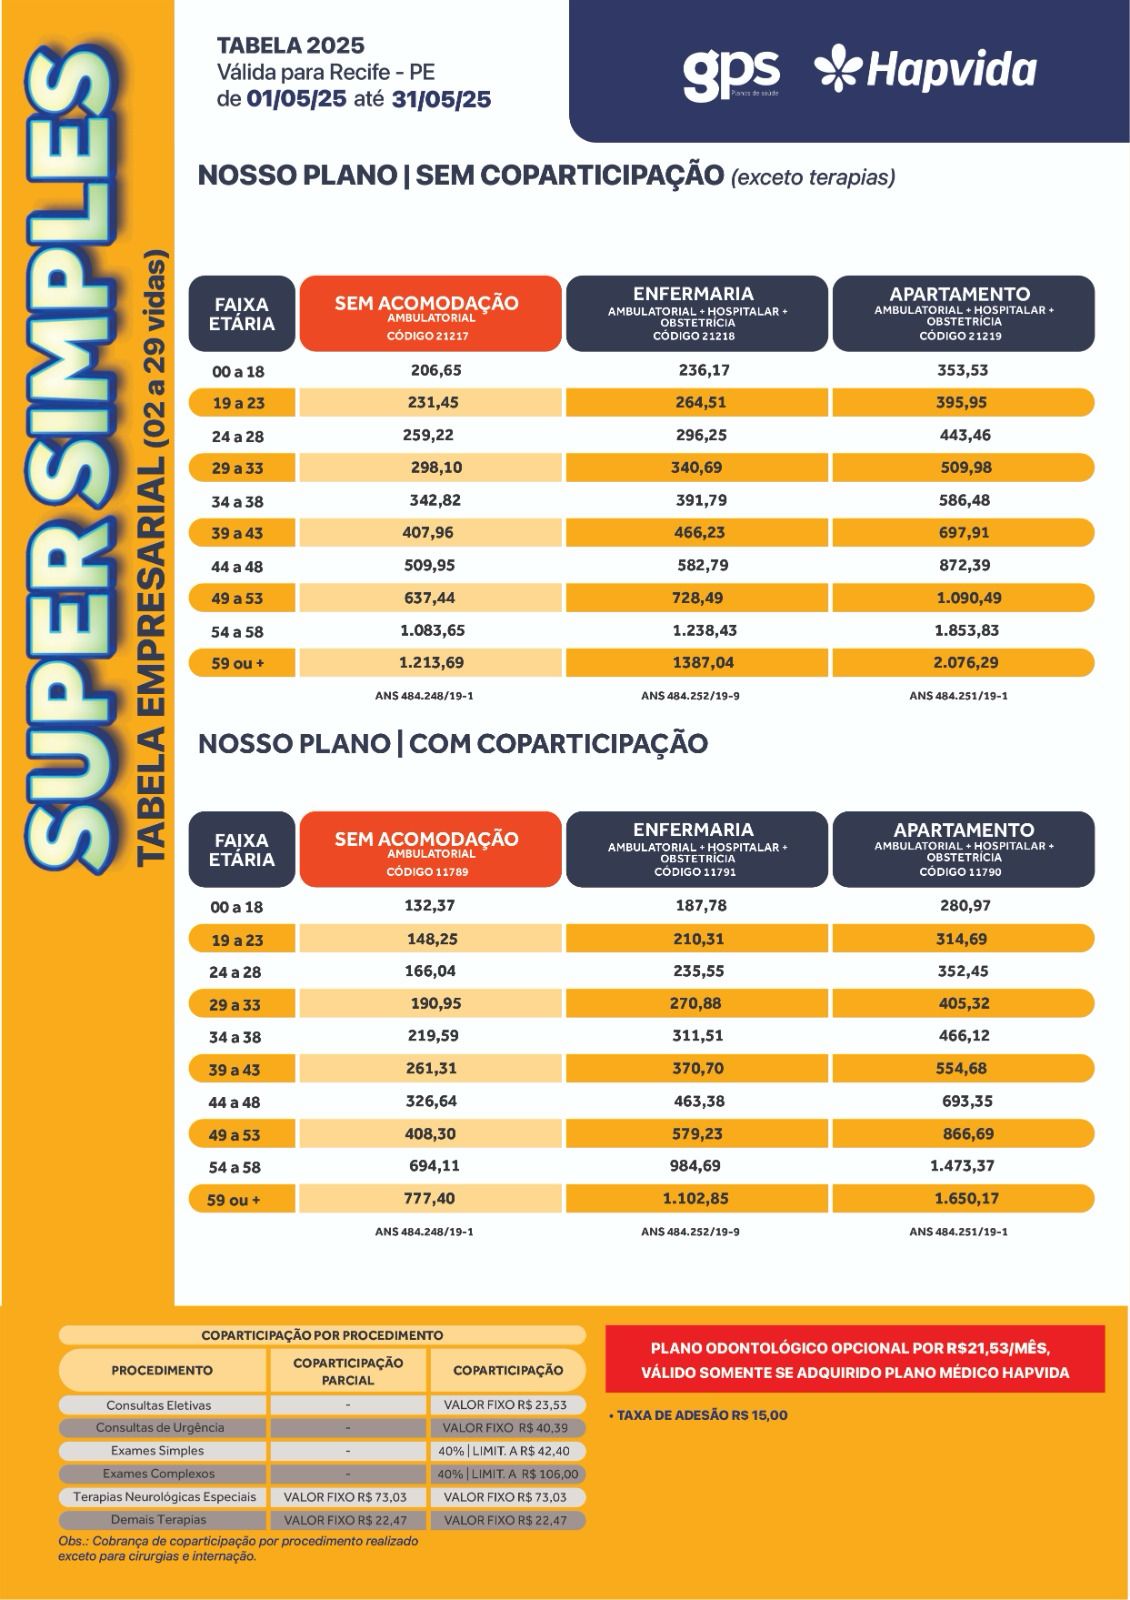 SUPER SIMPLES
TABELA EMPRESARIAL (02 a 29 vidas)
TABELA 2025
Válida para Recife - PE
de 01/05/25 até 31/05/25
gps
Planos de saúde
Hapvida
NOSSO PLANO | SEM COPARTICIPAÇÃO (exceto terapias)
FAIXA ETÁRIA
SEM ACOMODAÇÃO
AMBULATORIAL
CÓDIGO 21217
ENFERMARIA
AMBULATORIAL + HOSPITALAR +
OBSTETRÍCIA
CÓDIGO 21218
APARTAMENTO
AMBULATORIAL + HOSPITALAR +
OBSTETRÍCIA
CÓDIGO 21219
00 a 18 206,65 236,17 353,53
19 a 23 231,45 264,51 395,95
24 a 28 259,22 296,25 443,46
29 a 33 298,10 340,69 509,98
34 a 38 342,82 391,79 586,48
39 a 43 407,96 466,23 697,91
44 a 48 509,95 582,79 872,39
49 a 53 637,44 728,49 1.090,49
54 a 58 1.083,65 1.238,43 1.853,83
59 ou + 1.213,69 1387,04 2.076,29
ANS 484.248/19-1 ANS 484.252/19-9 ANS 484.251/19-1
NOSSO PLANO | COM COPARTICIPAÇÃO
FAIXA ETÁRIA
SEM ACOMODAÇÃO
AMBULATORIAL
CÓDIGO 11789
ENFERMARIA
AMBULATORIAL + HOSPITALAR +
OBSTETRÍCIA
CÓDIGO 11791
APARTAMENTO
AMBULATORIAL + HOSPITALAR +
OBSTETRÍCIA
CÓDIGO 11790
00 a 18 132,37 187,78 280,97
19 a 23 148,25 210,31 314,69
24 a 28 166,04 235,55 352,45
29 a 33 190,95 270,88 405,32
34 a 38 219,59 311,51 466,12
39 a 43 261,31 370,70 554,68
44 a 48 326,64 463,38 693,35
49 a 53 408,30 579,23 866,69
54 a 58 694,11 984,69 1.473,37
59 ou + 777,40 1.102,85 1.650,17
ANS 484.248/19-1 ANS 484.252/19-9 ANS 484.251/19-1
COPARTICIPAÇÃO POR PROCEDIMENTO
PROCEDIMENTO COPARTICIPAÇÃO PARCIAL COPARTICIPAÇÃO
Consultas Eletivas - VALOR FIXO R$ 23,53
Consultas de Urgência - VALOR FIXO R$ 40,39
Exames Simples - 40% | LIMIT. A R$ 42,40
Exames Complexos - 40% | LIMIT. A R$ 106,00
Terapias Neurológicas Especiais VALOR FIXO R$ 73,03 VALOR FIXO R$ 73,03
Demais Terapias VALOR FIXO R$ 22,47 VALOR FIXO R$ 22,47
Obs.: Cobrança de coparticipação por procedimento realizado
exceto para cirurgias e internação.
PLANO ODONTOLÓGICO OPCIONAL POR R$21,53/MÊS,
VÁLIDO SOMENTE SE ADQUIRIDO PLANO MÉDICO HAPVIDA
• TAXA DE ADESÃO R$ 15,00